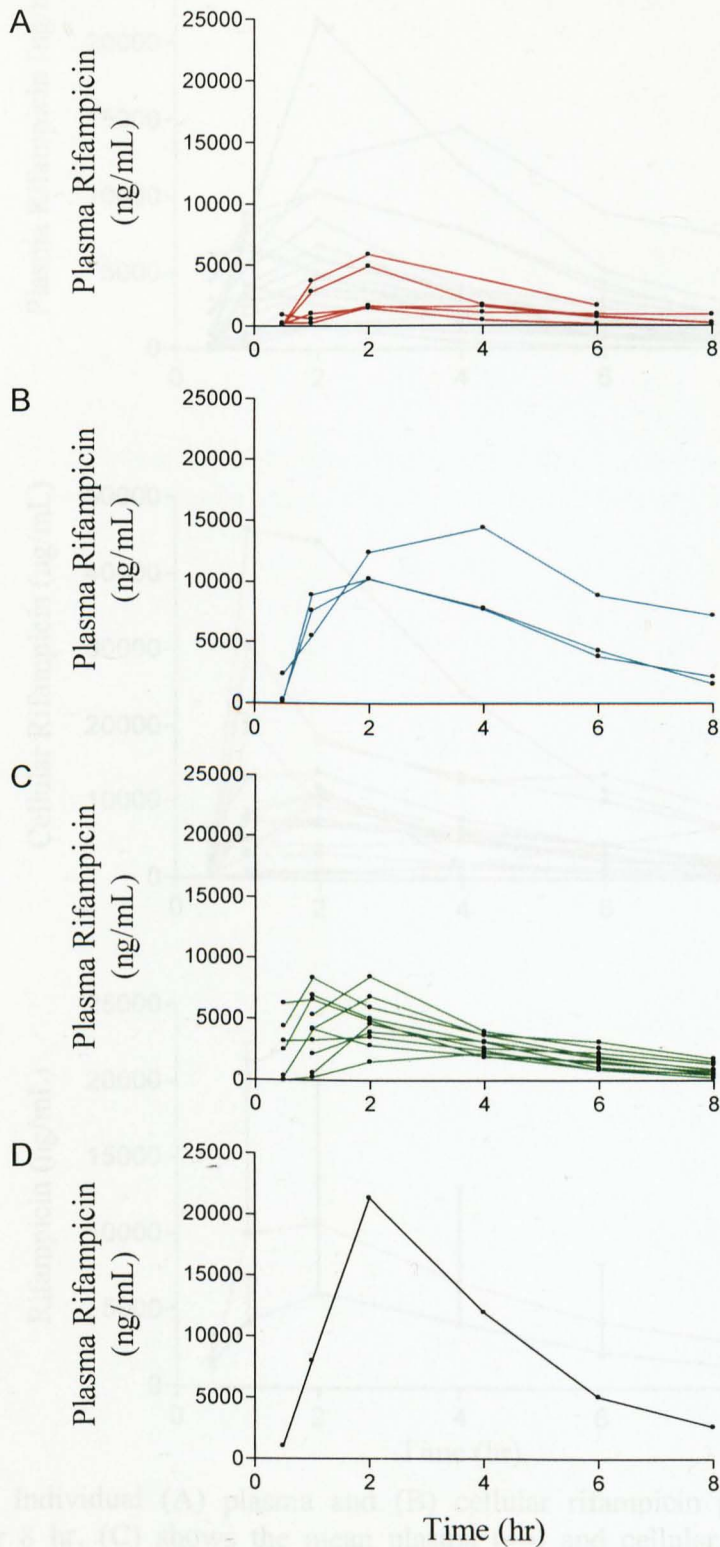 A
Plasma Rifampicin
(ng/mL)
25000
20000
15000
10000
5000
0
0 2 4 6 8
B
Plasma Rifampicin
(ng/mL)
25000
20000
15000
10000
5000
0
0 2 4 6 8
C
Plasma Rifampicin
(ng/mL)
25000
20000
15000
10000
5000
0
0 2 4 6 8
D
Plasma Rifampicin
(ng/mL)
25000
20000
15000
10000
5000
0
0 2 4 6 8
Time (hr)
Individual (A) plasma and (B) cellular rifampicin
8 hr. (C) shows the mean plasma and cellular